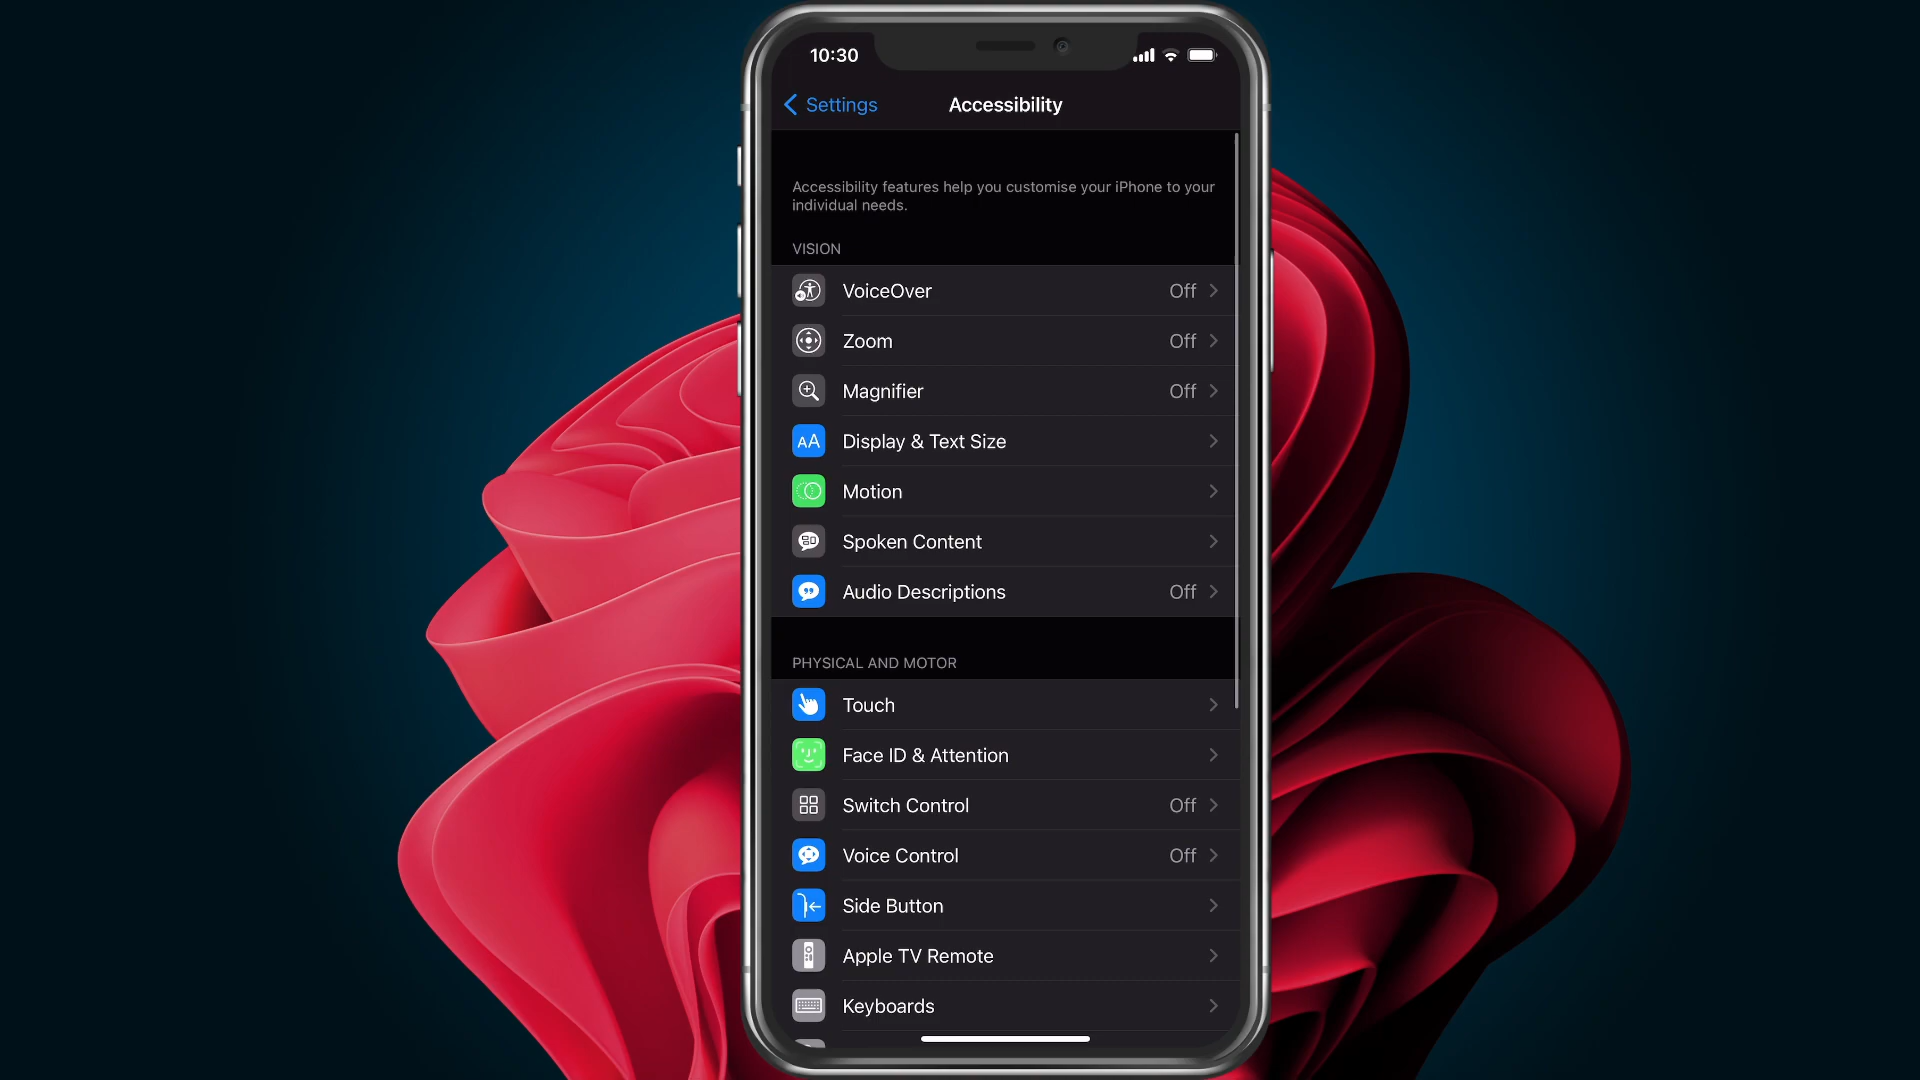 10:30
Settings
Accessibility
Accessibility features help you customise your iPhone to your
individual needs.
VISION
VoiceOver Off
Zoom Off
Magnifier Off
AA Display & Text Size
Motion
Spoken Content
Audio Descriptions Off
PHYSICAL AND MOTOR
Touch
Face ID & Attention
Switch Control Off
Voice Control Off
Side Button
Apple TV Remote
Keyboards